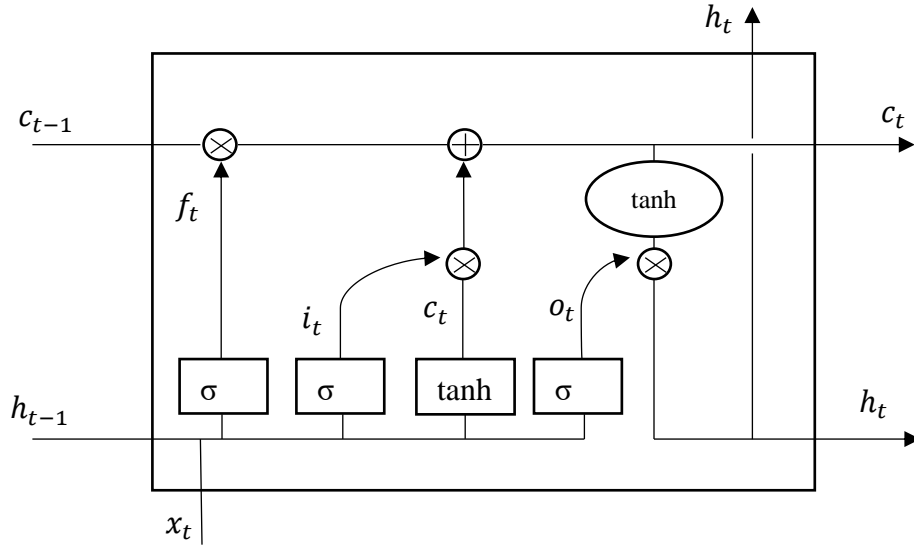 h_t
c_{t-1}
c_t
f_t
tanh
i_t
c_t
o_t
σ
σ
tanh
σ
h_{t-1}
h_t
x_t